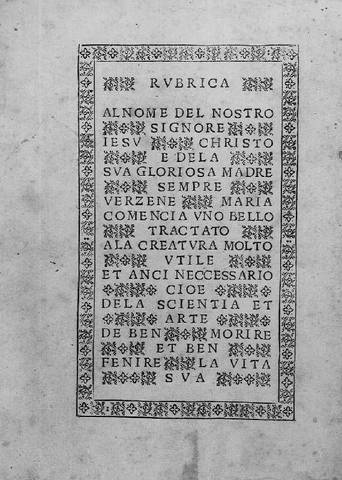 RVBRICA
AL NOME DEL NOSTRO
SIGNORE
IESV CHRISTO
E DELA
SVA GLORIOSA MADRE
SEMPRE
VERZENE MARIA
COMENCIA VNO BELLO
TRACTATO
ALA CREATVRA MOLTO
VTILE
ET ANCI NECCESSARIO
CIOE
DELA SCIENTIA ET
ARTE
DE BEN MORIRE
ET BEN
FENIRE LA VITA
SVA